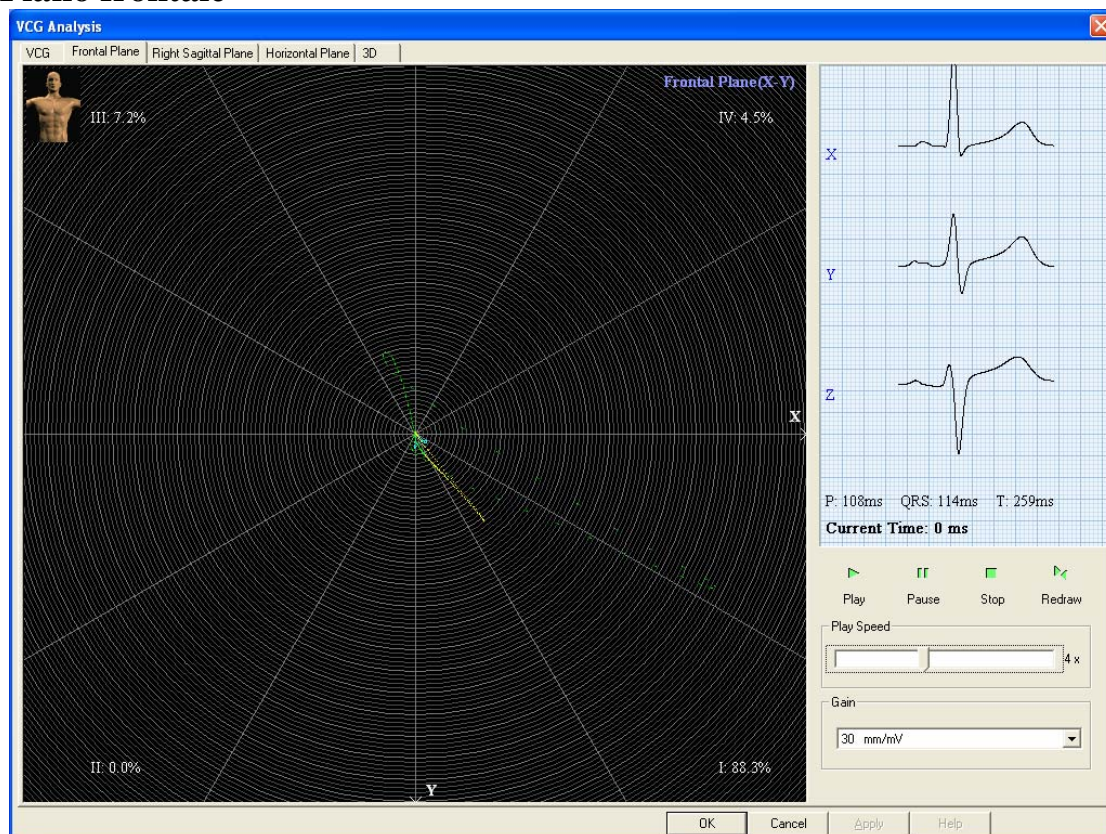 Piano frontale
VCG Analysis
VCG Frontal Plane Right Sagittal Plane Horizontal Plane 3D
Frontal Plane(X-Y)
III: 7.2%
IV: 4.5%
X
Y
II: 0.0%
I: 88.3%
X
Y
Z
P: 108ms QRS: 114ms T: 259ms
Current Time: 0 ms
Play Pause Stop Redraw
Play Speed
4 x
Gain
30 mm/mV
OK Cancel Apply Help